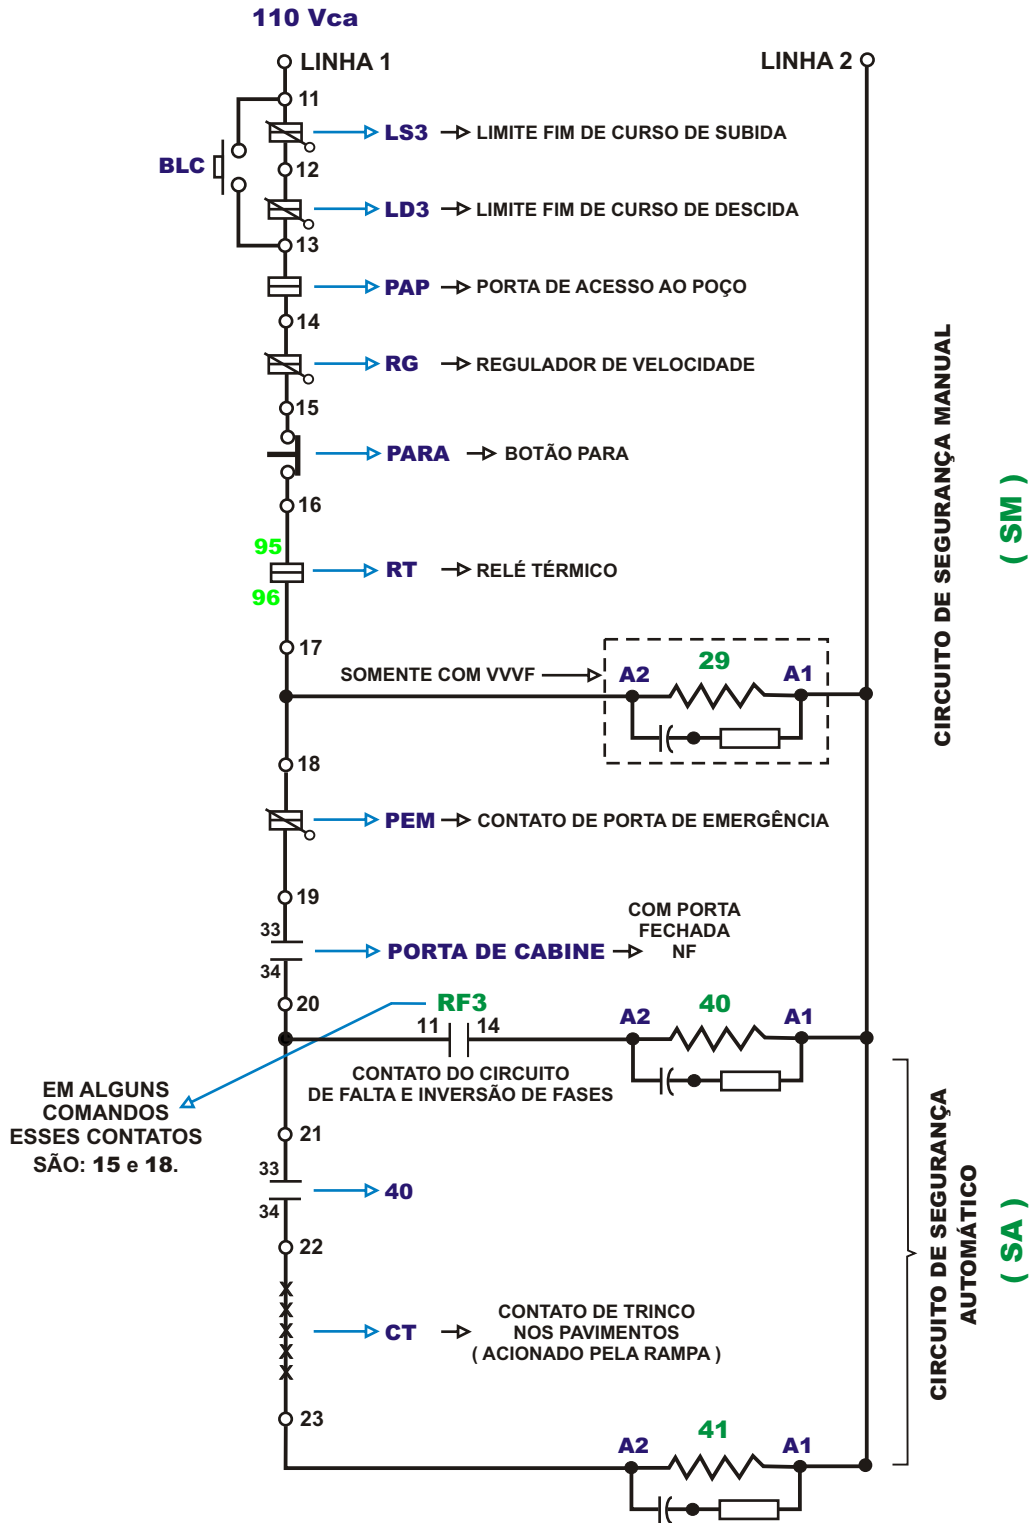 110 Vca
LINHA 1
LINHA 2
11
LS3 LIMITE FIM DE CURSO DE SUBIDA
BLC
12
LD3 LIMITE FIM DE CURSO DE DESCIDA
13
PAP PORTA DE ACESSO AO POÇO
14
RG REGULADOR DE VELOCIDADE
15
PARA BOTÃO PARA
16
95
RT RELÉ TÉRMICO
96
17
SOMENTE COM VVVF
A2 29 A1
18
PEM CONTATO DE PORTA DE EMERGÊNCIA
19
33
PORTA DE CABINE
COM PORTA
FECHADA
NF
34
20
RF3
11 14
A2 40 A1
CONTATO DO CIRCUITO
DE FALTA E INVERSÃO DE FASES
EM ALGUNS
COMANDOS
ESSES CONTATOS
SÃO: 15 e 18.
21
33
40
34
22
CT
CONTATO DE TRINCO
NOS PAVIMENTOS
( ACIONADO PELA RAMPA )
23
A2 41 A1
CIRCUITO DE SEGURANÇA MANUAL
( SM )
CIRCUITO DE SEGURANÇA
AUTOMÁTICO
( SA )